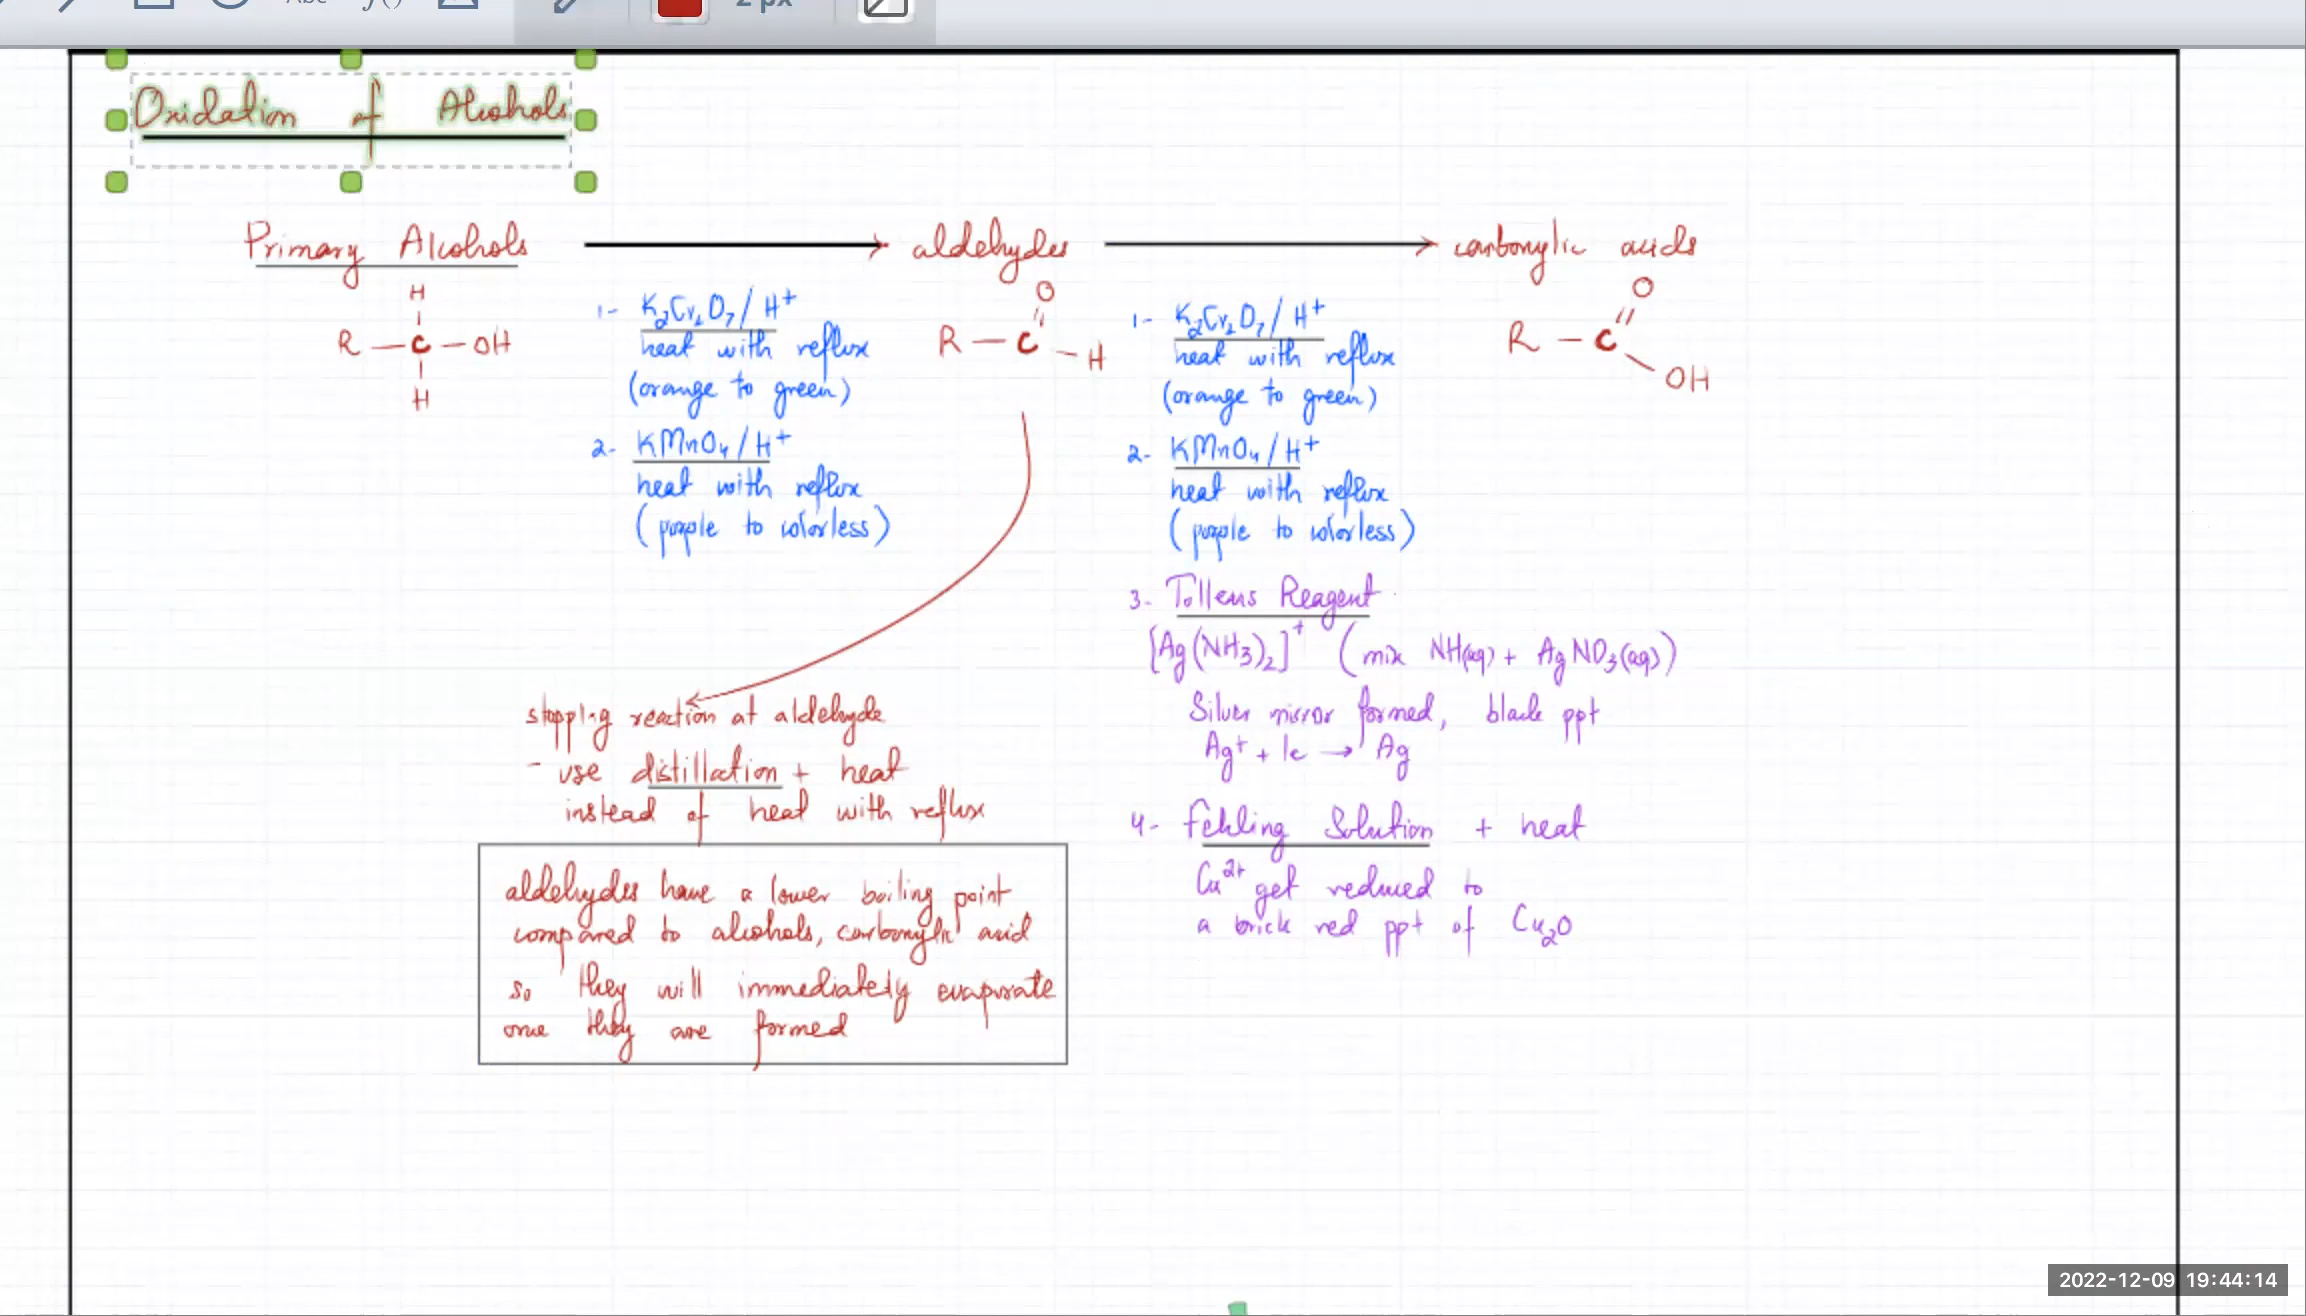 Abc f()
2 px
Oxidation of Alcohols
Primary Alcohols → aldehydes → carboxylic acids
H
R — C — OH
H
1- K2Cr2O7 / H+
heat with reflux
(orange to green)
2- KMnO4 / H+
heat with reflux
(purple to colorless)
O
R — C — H
1- K2Cr2O7 / H+
heat with reflux
(orange to green)
2- KMnO4 / H+
heat with reflux
(purple to colorless)
3- Tollens Reagent
[Ag(NH3)2]+ (mix NH(aq) + AgNO3(aq))
Silver mirror formed, black ppt
Ag+ + 1e → Ag
4- Fehling Solution + heat
Cu2+ get reduced to
a brick red ppt of Cu2O
O
R — C
OH
stopping reaction at aldehyde
- use distillation + heat
instead of heat with reflux
aldehydes have a lower boiling point
compared to alcohols, carboxylic acid
so they will immediately evaporate
once they are formed
2022-12-09 19:44:14